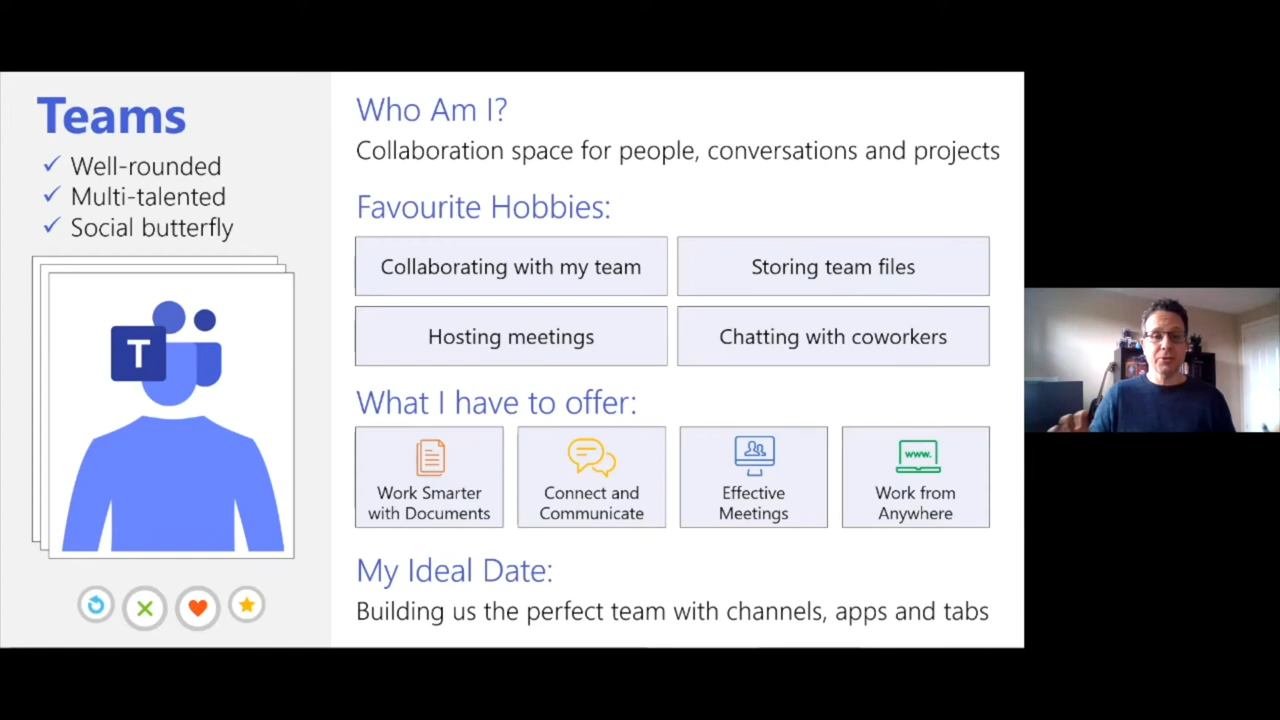 Teams
Well-rounded
Multi-talented
Social butterfly
T
Who Am I?
Collaboration space for people, conversations and projects
Favourite Hobbies:
Collaborating with my team
Storing team files
Hosting meetings
Chatting with coworkers
What I have to offer:
Work Smarter
with Documents
Connect and
Communicate
Effective
Meetings
www.
Work from
Anywhere
My Ideal Date:
Building us the perfect team with channels, apps and tabs